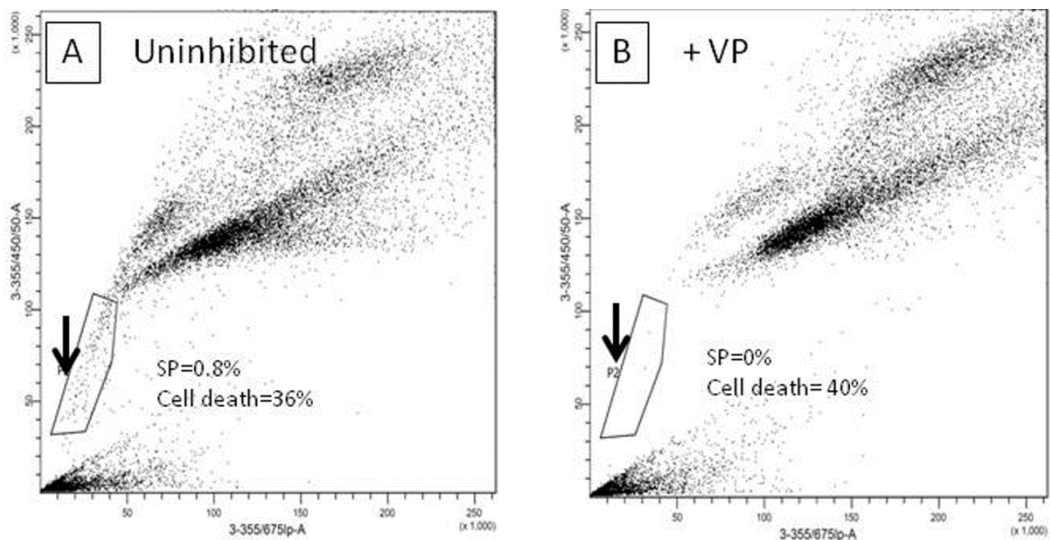 A Uninhibited
(x 1,000)
250
200
150
100
50
3-355/450/50-A
SP=0.8%
Cell death=36%
50
100
150
200
250
(x 1,000)
3-355/675lp-A
B + VP
(x 1,000)
250
200
150
100
50
3-355/450/50-A
P2
SP=0%
Cell death= 40%
50
100
150
200
250
(x 1,000)
3-355/675lp-A